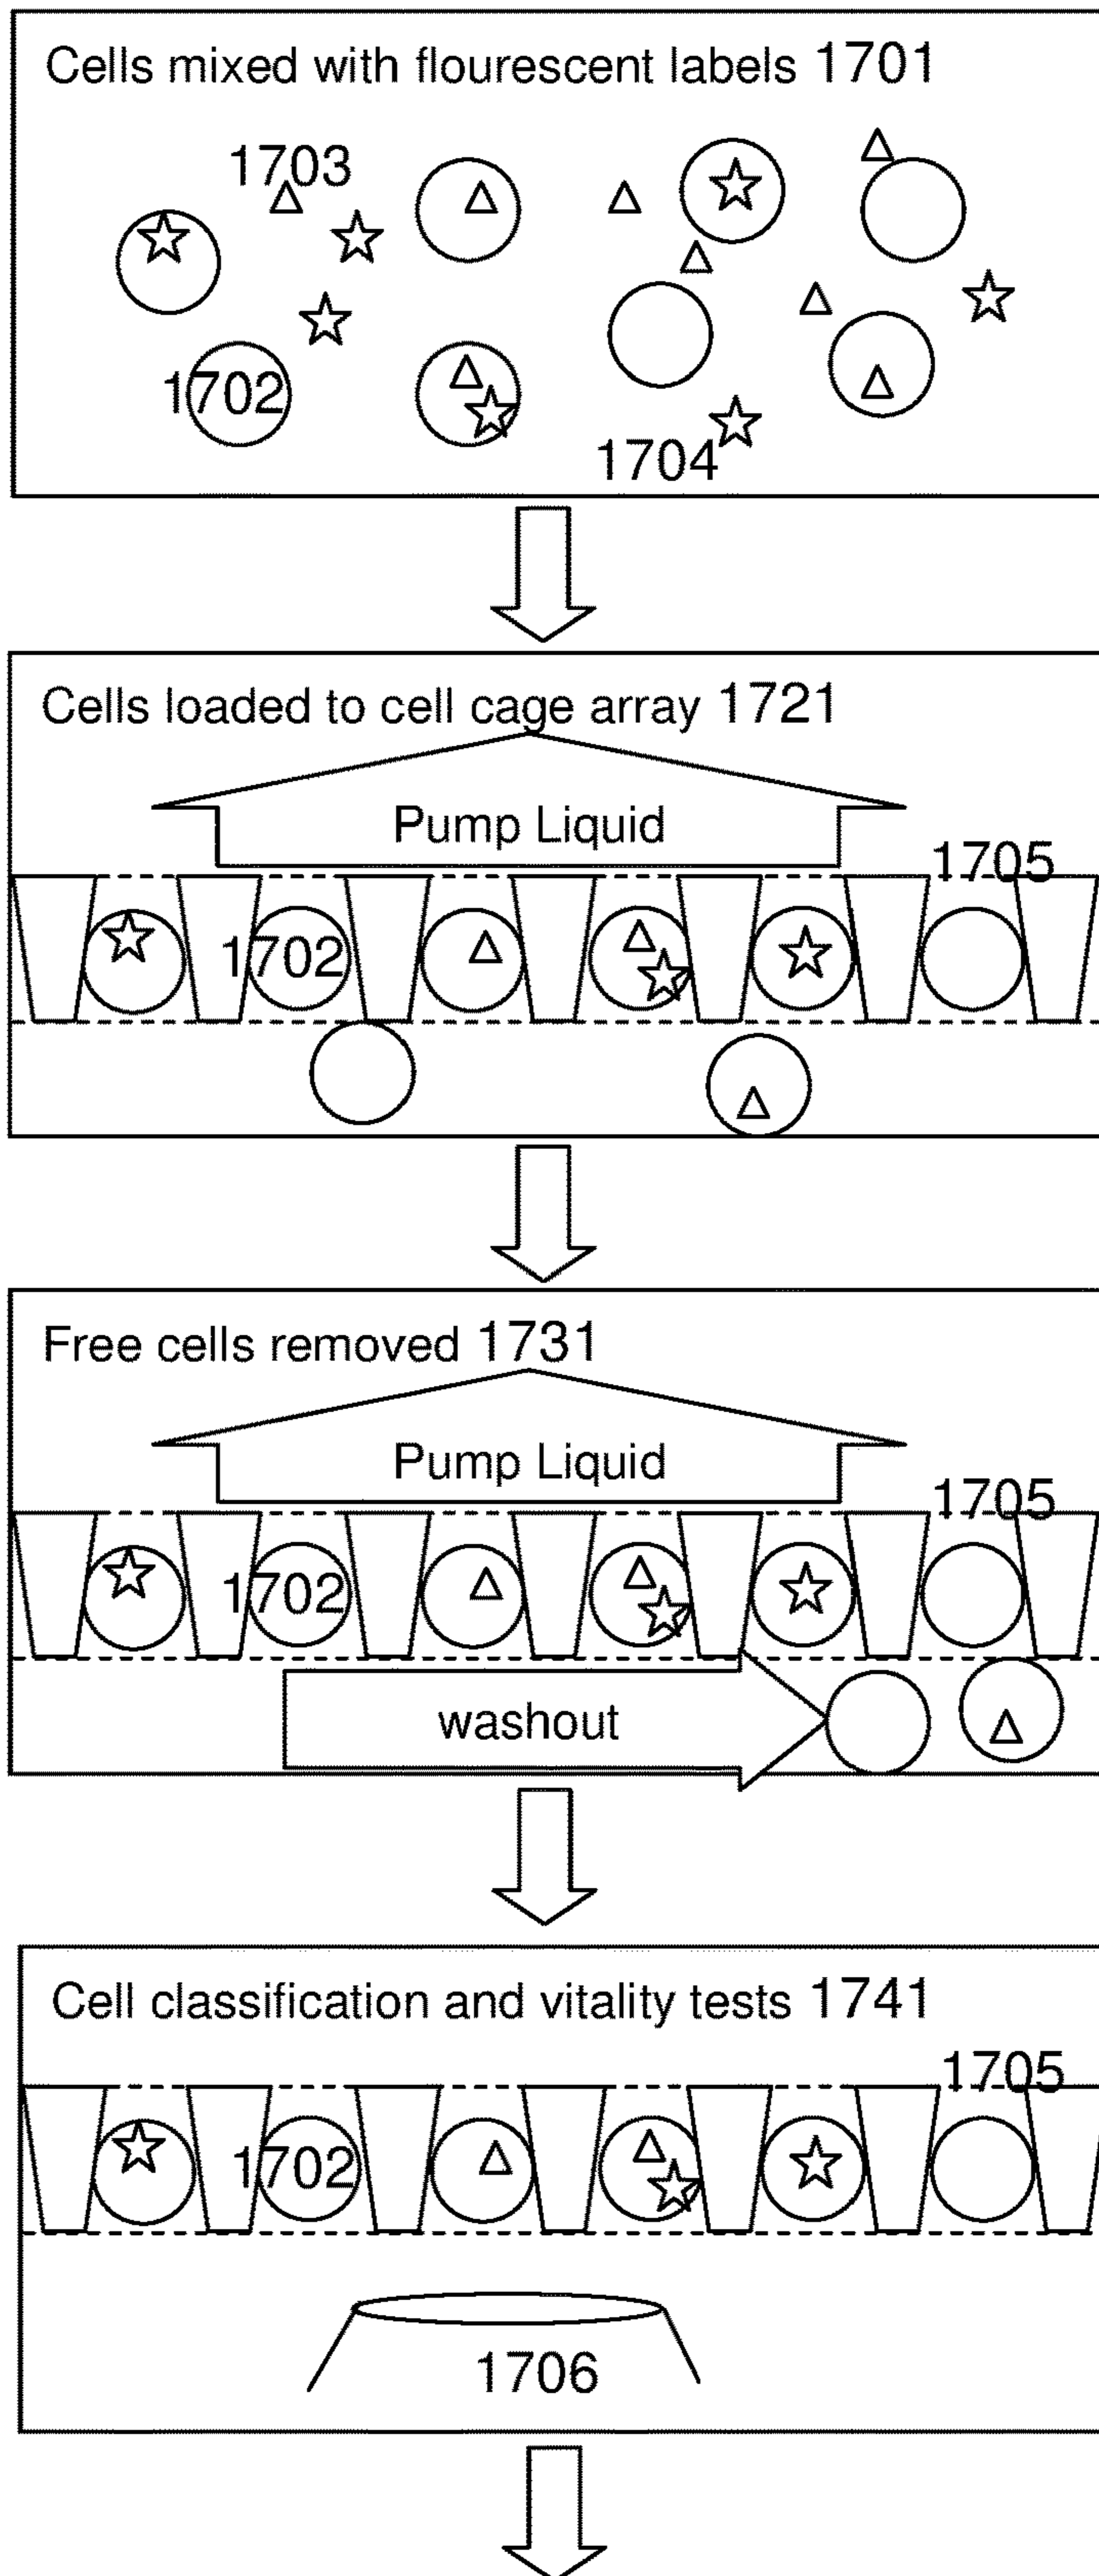 Cells mixed with flourescent labels 1701
1703
1702
1704
Cells loaded to cell cage array 1721
Pump Liquid
1705
1702
Free cells removed 1731
Pump Liquid
1705
1702
washout
Cell classification and vitality tests 1741
1705
1702
1706